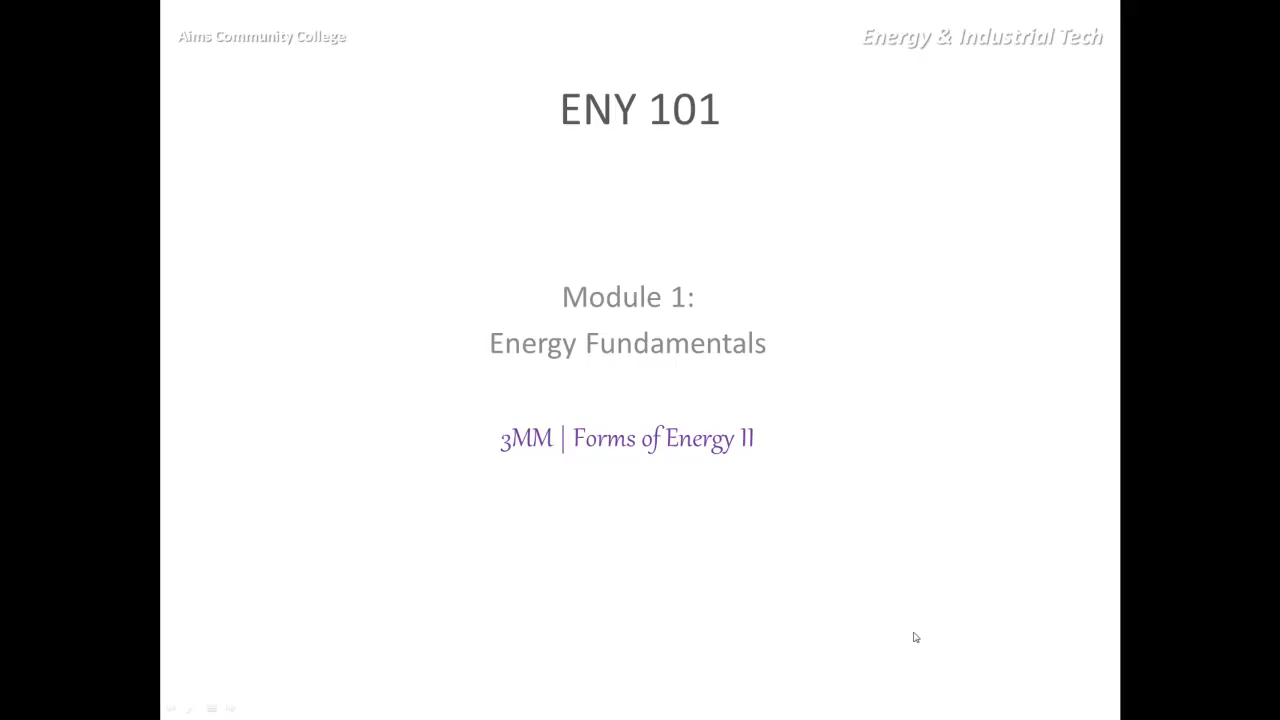 Aims Community College
Energy & Industrial Tech
ENY 101
Module 1:
Energy Fundamentals
3MM | Forms of Energy II